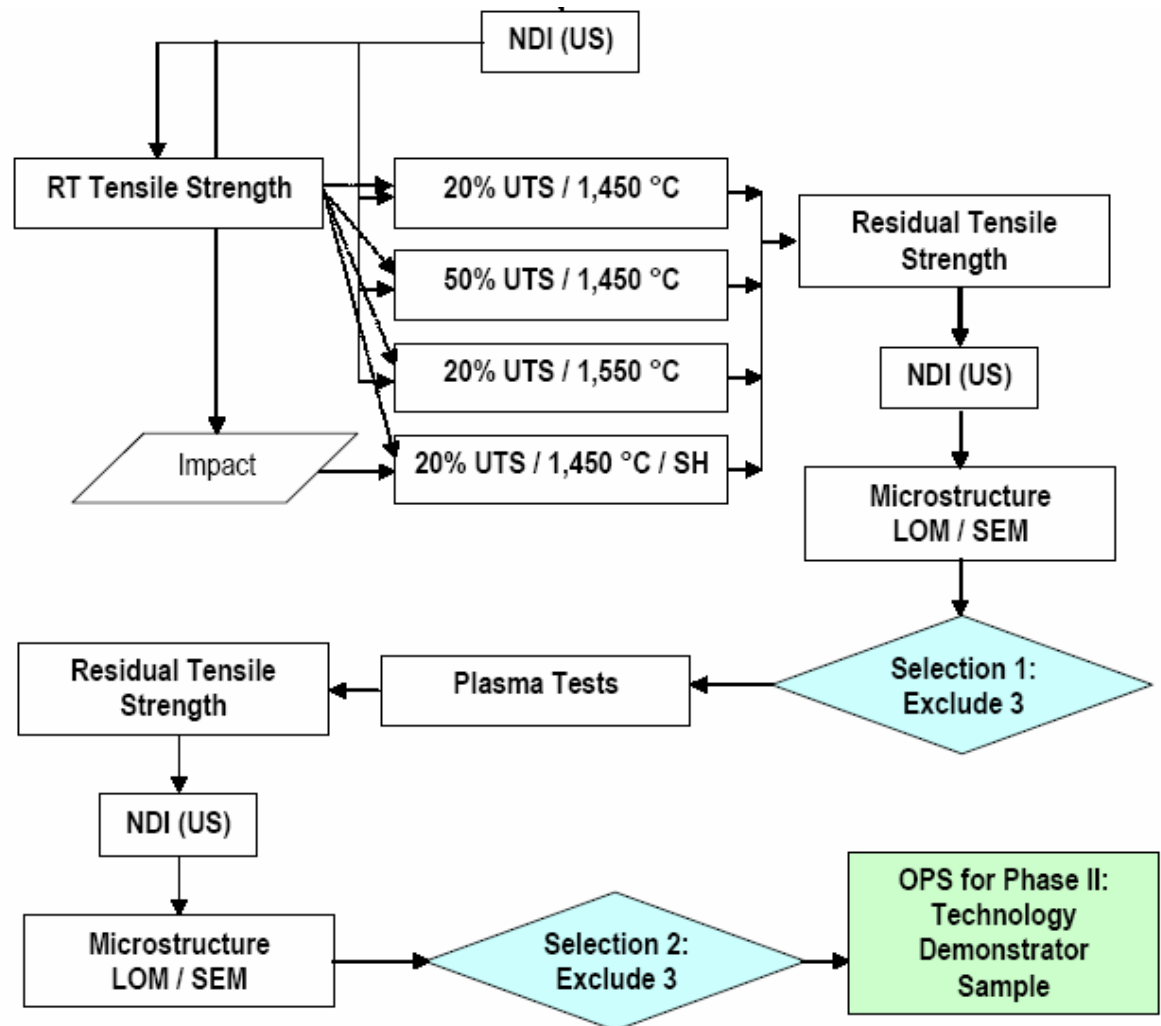 NDI (US)
RT Tensile Strength
20% UTS / 1,450 °C
50% UTS / 1,450 °C
20% UTS / 1,550 °C
Impact
20% UTS / 1,450 °C / SH
Residual Tensile
Strength
NDI (US)
Microstructure
LOM / SEM
Selection 1:
Exclude 3
Plasma Tests
Residual Tensile
Strength
NDI (US)
Microstructure
LOM / SEM
Selection 2:
Exclude 3
OPS for Phase II:
Technology
Demonstrator
Sample